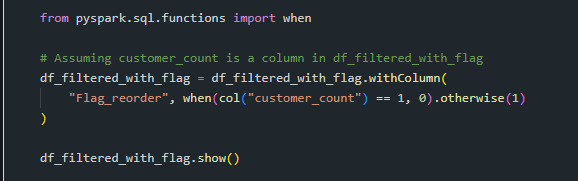 from pyspark.sql.functions import when

# Assuming customer_count is a column in df_filtered_with_flag
df_filtered_with_flag = df_filtered_with_flag.withColumn(
    "Flag_reorder", when(col("customer_count") == 1, 0).otherwise(1)
)

df_filtered_with_flag.show()